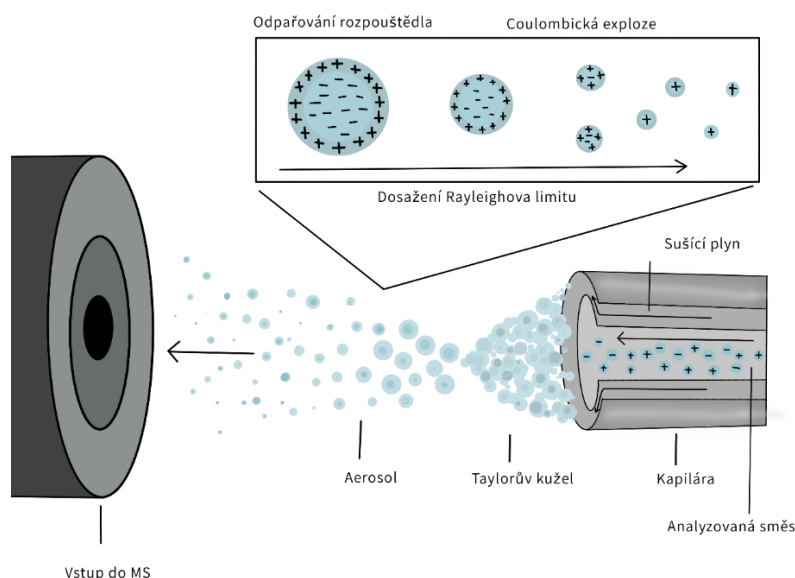 Odpařování rozpouštědla
Coulombická exploze
Dosažení Rayleighova limitu
Sušící plyn
Aerosol
Taylorův kužel
Kapilára
Analyzovaná směs
Vstup do MS